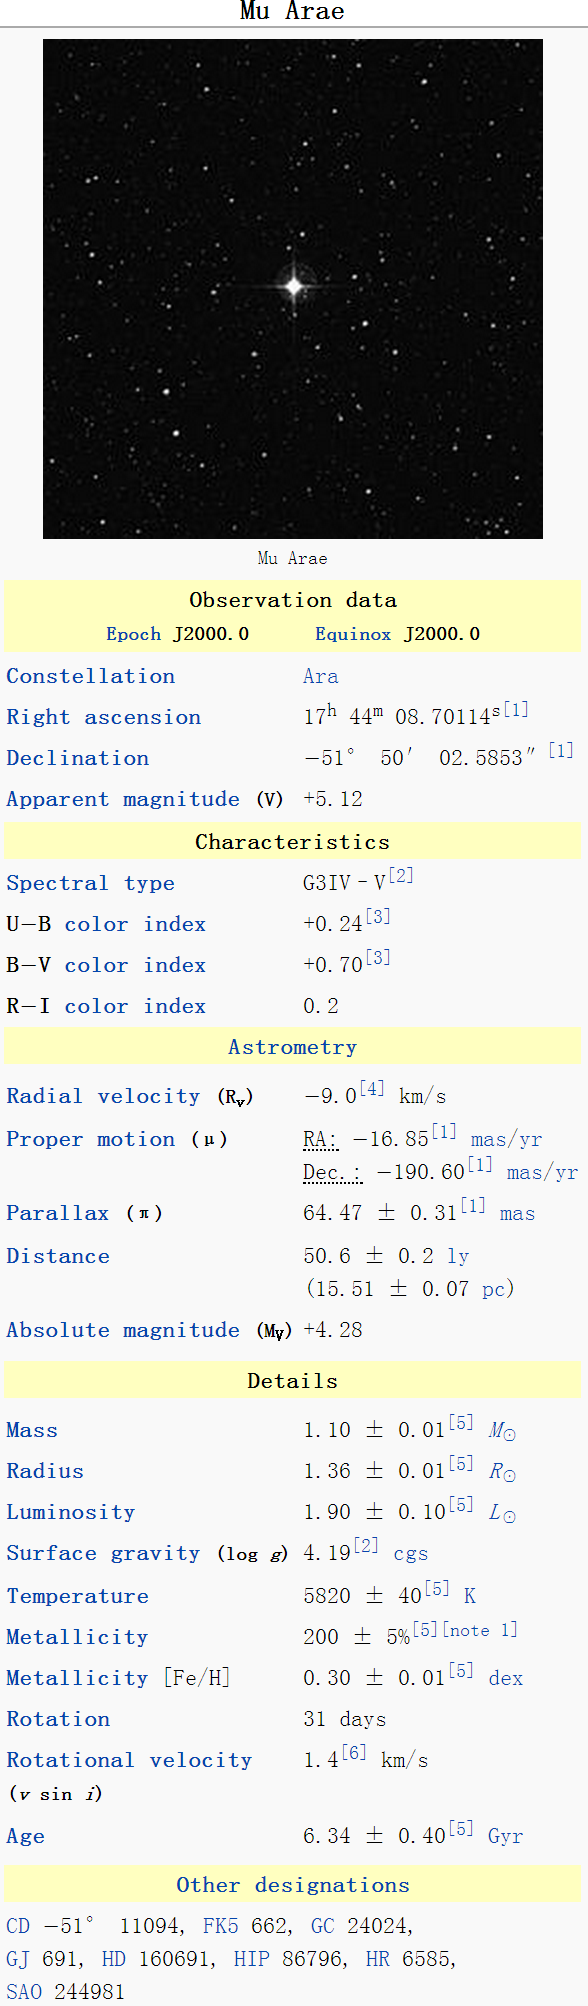 Mu Arae
Mu Arae
Observation data
Epoch J2000.0 Equinox J2000.0
Constellation Ara
Right ascension 17h 44m 08.70114s[1]
Declination −51° 50′ 02.5853″[1]
Apparent magnitude (V) +5.12
Characteristics
Spectral type G3IV–V[2]
U−B color index +0.24[3]
B−V color index +0.70[3]
R−I color index 0.2
Astrometry
Radial velocity (Rv) −9.0[4] km/s
Proper motion (μ) RA: −16.85[1] mas/yr
Dec.: −190.60[1] mas/yr
Parallax (π) 64.47 ± 0.31[1] mas
Distance 50.6 ± 0.2 ly
(15.51 ± 0.07 pc)
Absolute magnitude (MV) +4.28
Details
Mass 1.10 ± 0.01[5] M☉
Radius 1.36 ± 0.01[5] R☉
Luminosity 1.90 ± 0.10[5] L☉
Surface gravity (log g) 4.19[2] cgs
Temperature 5820 ± 40[5] K
Metallicity 200 ± 5%[5][note 1]
Metallicity [Fe/H] 0.30 ± 0.01[5] dex
Rotation 31 days
Rotational velocity 1.4[6] km/s
(v sin i)
Age 6.34 ± 0.40[5] Gyr
Other designations
CD −51° 11094, FK5 662, GC 24024,
GJ 691, HD 160691, HIP 86796, HR 6585,
SAO 244981